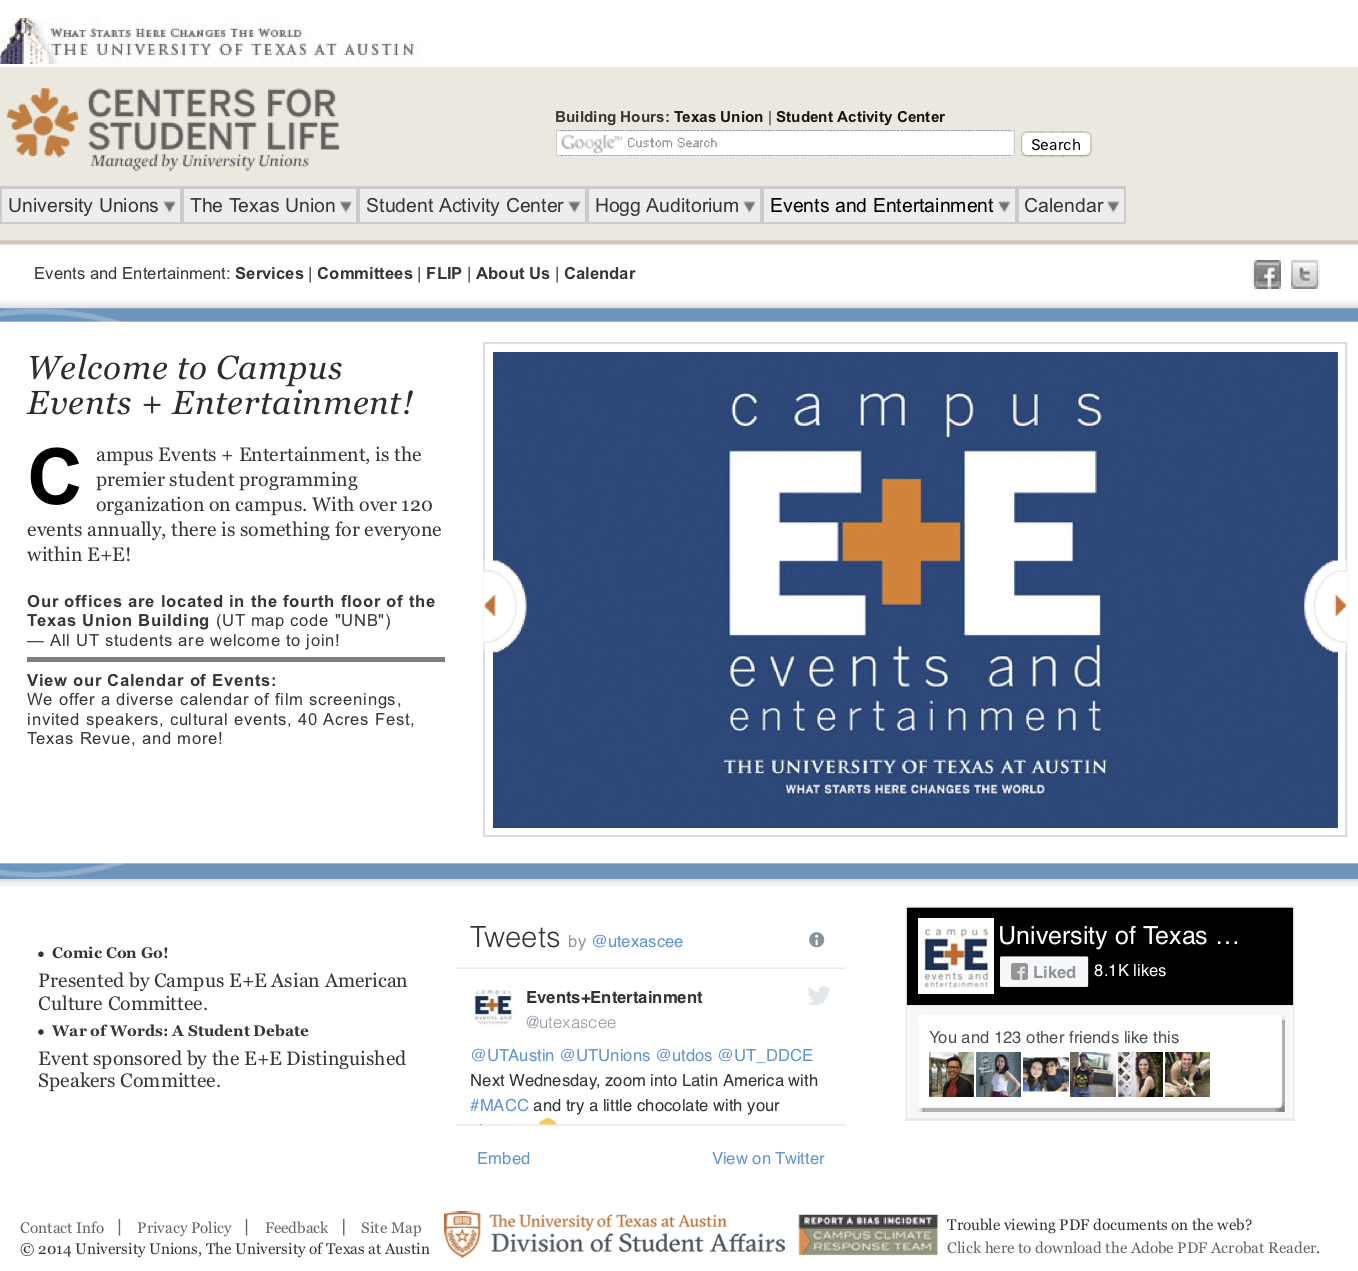 WHAT STARTS HERE CHANGES THE WORLD
THE UNIVERSITY OF TEXAS AT AUSTIN
CENTERS FOR
STUDENT LIFE
Managed by University Unions
Building Hours: Texas Union | Student Activity Center
Google™ Custom Search
Search
University Unions
The Texas Union
Student Activity Center
Hogg Auditorium
Events and Entertainment
Calendar
Events and Entertainment: Services | Committees | FLIP | About Us | Calendar
Welcome to Campus
Events + Entertainment!
Campus Events + Entertainment, is the
premier student programming
organization on campus. With over 120
events annually, there is something for everyone
within E+E!
Our offices are located in the fourth floor of the
Texas Union Building (UT map code "UNB")
— All UT students are welcome to join!
View our Calendar of Events:
We offer a diverse calendar of film screenings,
invited speakers, cultural events, 40 Acres Fest,
Texas Revue, and more!
campus
E+E
events and
entertainment
THE UNIVERSITY OF TEXAS AT AUSTIN
WHAT STARTS HERE CHANGES THE WORLD
• Comic Con Go!
Presented by Campus E+E Asian American
Culture Committee.
• War of Words: A Student Debate
Event sponsored by the E+E Distinguished
Speakers Committee.
Tweets by @utexascee
Events+Entertainment
@utexascee
@UTAustin @UTUnions @utdos @UT_DDCE
Next Wednesday, zoom into Latin America with
#MACC and try a little chocolate with your
Embed
View on Twitter
campus
E+E
events and
entertainment
University of Texas ...
Liked
8.1K likes
You and 123 other friends like this
Contact Info | Privacy Policy | Feedback | Site Map
© 2014 University Unions, The University of Texas at Austin
The University of Texas at Austin
Division of Student Affairs
REPORT A BIAS INCIDENT
CAMPUS CLIMATE
RESPONSE TEAM
Trouble viewing PDF documents on the web?
Click here to download the Adobe PDF Acrobat Reader.